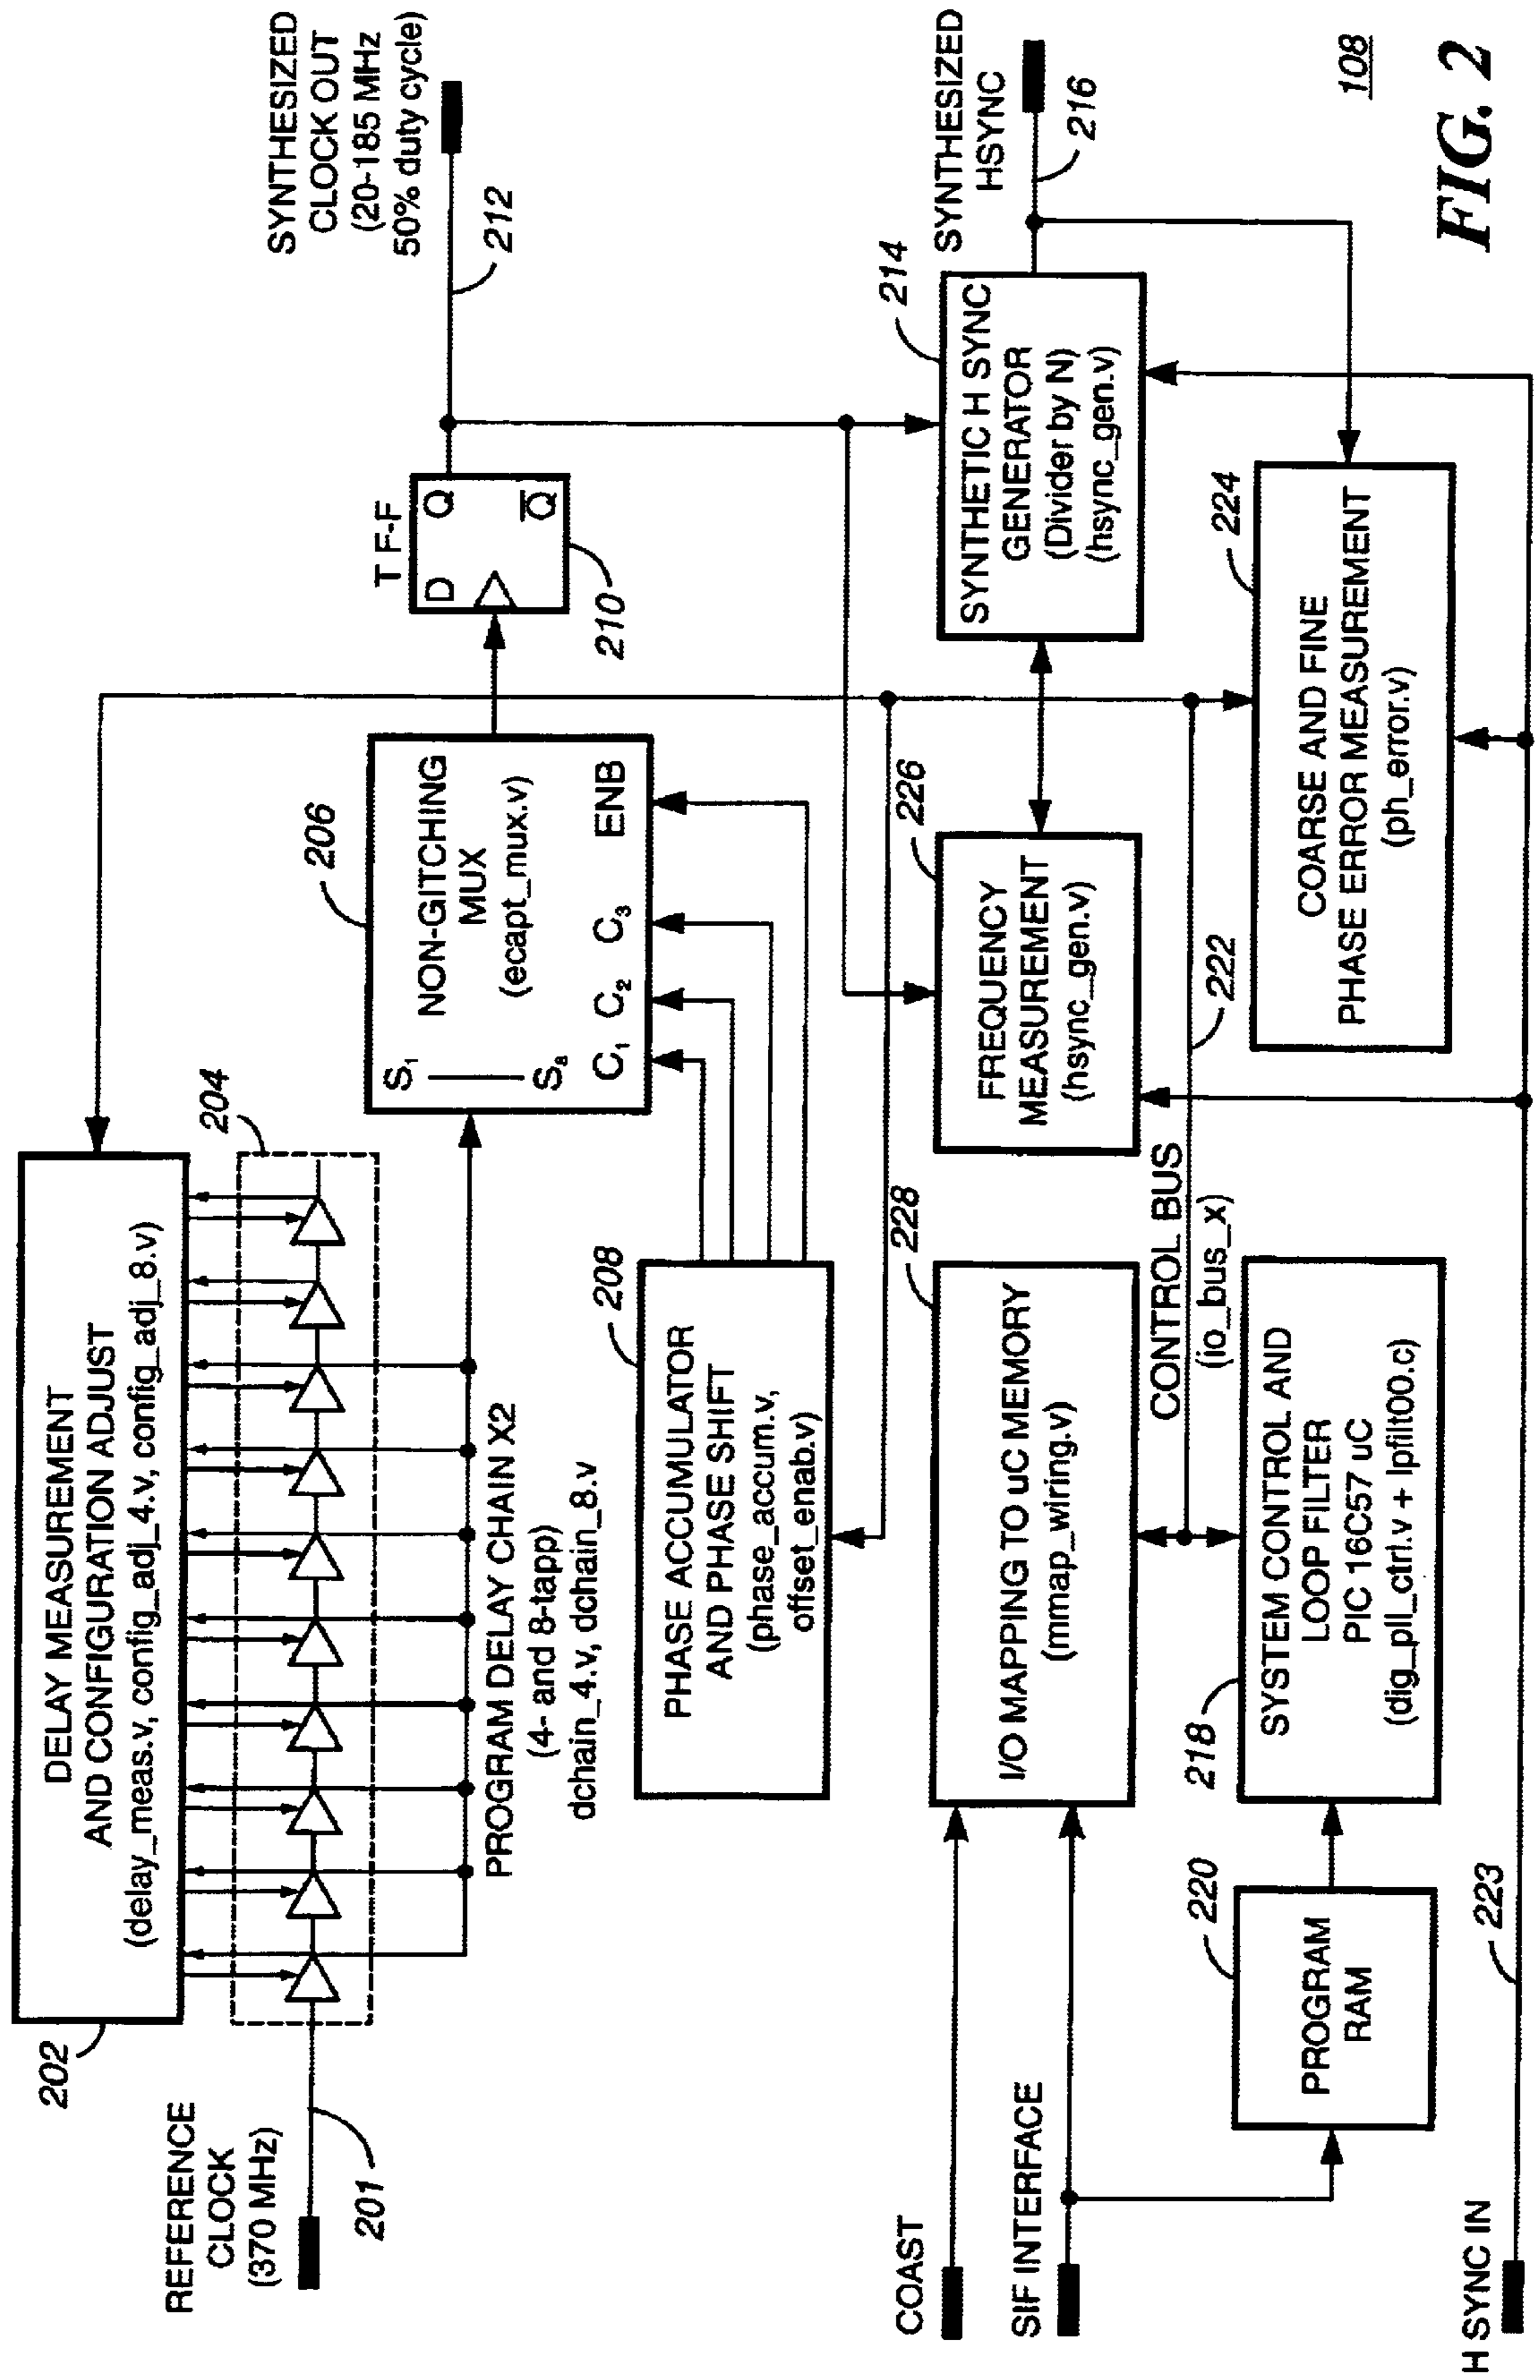 REFERENCE
CLOCK
(370 MHz)
201
202
DELAY MEASUREMENT
AND CONFIGURATION ADJUST
(delay_meas.v, config_adj_4.v, config_adj_8.v)
204
PROGRAM DELAY CHAIN X2
(4- and 8-tapp)
dchain_4.v, dchain_8.v
206
NON-GITCHING
MUX
(ecapt_mux.v)
S1
S8
C1 C2 C3 ENB
T F-F
D Q
Q
210
SYNTHESIZED
CLOCK OUT
(20-185 MHz
50% duty cycle)
212
208
PHASE ACCUMULATOR
AND PHASE SHIFT
(phase_accum.v,
offset_enab.v)
COAST
SIF INTERFACE
228
I/O MAPPING TO uC MEMORY
(mmap_wiring.v)
226
FREQUENCY
MEASUREMENT
(hsync_gen.v)
214
SYNTHETIC H SYNC
GENERATOR
(Divider by N)
(hsync_gen.v)
SYNTHESIZED
HSYNC
216
CONTROL BUS
(io_bus_x)
222
220
PROGRAM
RAM
218
SYSTEM CONTROL AND
LOOP FILTER
PIC 16C57 uC
(dig_pll_ctrl.v + lpfilt00.c)
224
COARSE AND FINE
PHASE ERROR MEASUREMENT
(ph_error.v)
H SYNC IN
223
108
FIG. 2